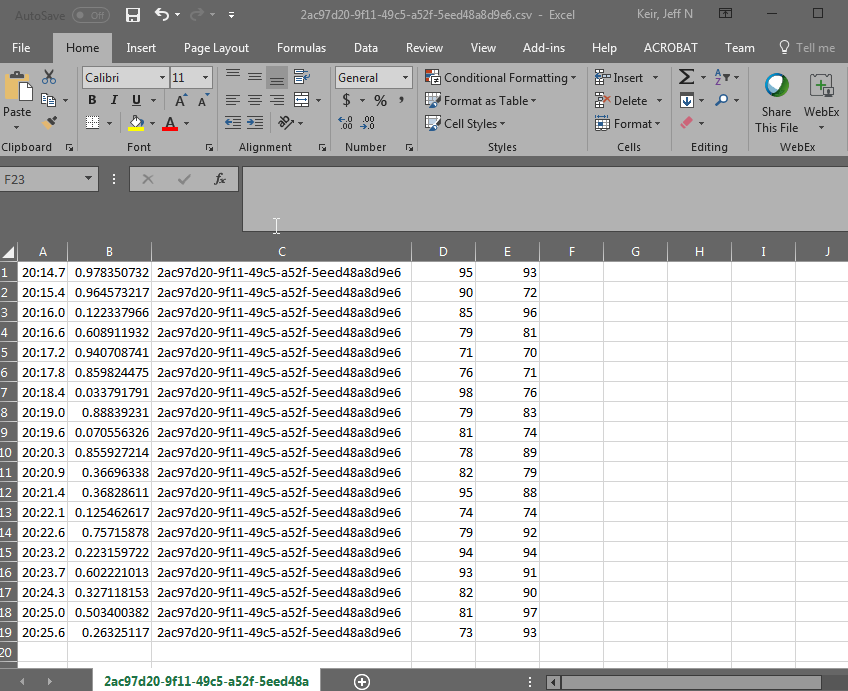 AutoSave Off 2ac97d20-9f11-49c5-a52f-5eed48a8d9e6.csv - Excel Keir, Jeff N
File Home Insert Page Layout Formulas Data Review View Add-ins Help ACROBAT Team Tell me
Paste
Calibri 11
B I U A A
General
$ % ,
Conditional Formatting
Format as Table
Cell Styles
Insert
Delete
Format
Share This File
WebEx
Clipboard Font Alignment Number Styles Cells Editing WebEx
F23 fx
A B C D E F G H I J
1 20:14.7 0.978350732 2ac97d20-9f11-49c5-a52f-5eed48a8d9e6 95 93
2 20:15.4 0.964573217 2ac97d20-9f11-49c5-a52f-5eed48a8d9e6 90 72
3 20:16.0 0.122337966 2ac97d20-9f11-49c5-a52f-5eed48a8d9e6 85 96
4 20:16.6 0.608911932 2ac97d20-9f11-49c5-a52f-5eed48a8d9e6 79 81
5 20:17.2 0.940708741 2ac97d20-9f11-49c5-a52f-5eed48a8d9e6 71 70
6 20:17.8 0.859824475 2ac97d20-9f11-49c5-a52f-5eed48a8d9e6 76 71
7 20:18.4 0.033791791 2ac97d20-9f11-49c5-a52f-5eed48a8d9e6 98 76
8 20:19.0 0.88839231 2ac97d20-9f11-49c5-a52f-5eed48a8d9e6 79 83
9 20:19.6 0.070556326 2ac97d20-9f11-49c5-a52f-5eed48a8d9e6 81 74
10 20:20.3 0.855927214 2ac97d20-9f11-49c5-a52f-5eed48a8d9e6 78 89
11 20:20.9 0.36696338 2ac97d20-9f11-49c5-a52f-5eed48a8d9e6 82 79
12 20:21.4 0.36828611 2ac97d20-9f11-49c5-a52f-5eed48a8d9e6 95 88
13 20:22.1 0.125462617 2ac97d20-9f11-49c5-a52f-5eed48a8d9e6 74 74
14 20:22.6 0.75715878 2ac97d20-9f11-49c5-a52f-5eed48a8d9e6 79 92
15 20:23.2 0.223159722 2ac97d20-9f11-49c5-a52f-5eed48a8d9e6 94 94
16 20:23.7 0.602221013 2ac97d20-9f11-49c5-a52f-5eed48a8d9e6 93 91
17 20:24.3 0.327118153 2ac97d20-9f11-49c5-a52f-5eed48a8d9e6 82 90
18 20:25.0 0.503400382 2ac97d20-9f11-49c5-a52f-5eed48a8d9e6 81 97
19 20:25.6 0.26325117 2ac97d20-9f11-49c5-a52f-5eed48a8d9e6 73 93
20
2ac97d20-9f11-49c5-a52f-5eed48a